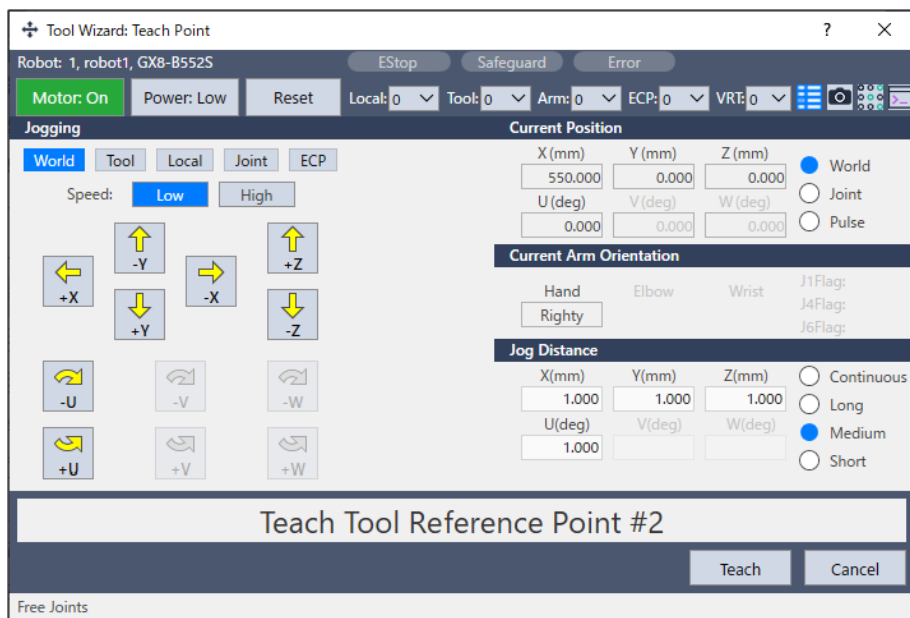 Tool Wizard: Teach Point
?
Robot: 1, robot1, GX8-B552S
EStop
Safeguard
Error
Motor: On
Power: Low
Reset
Local: 0
Tool: 0
Arm: 0
ECP: 0
VRT: 0
Jogging
World
Tool
Local
Joint
ECP
Speed:
Low
High
-Y
+Z
+X
-X
+Y
-Z
-U
-V
-W
+U
+V
+W
Current Position
X (mm)
Y (mm)
Z (mm)
550.000
0.000
0.000
U (deg)
V (deg)
W (deg)
0.000
0.000
0.000
World
Joint
Pulse
Current Arm Orientation
Hand
Elbow
Wrist
Righty
J1Flag:
J4Flag:
J6Flag:
Jog Distance
X(mm)
Y(mm)
Z(mm)
1.000
1.000
1.000
U(deg)
V(deg)
W(deg)
1.000
Continuous
Long
Medium
Short
Teach Tool Reference Point #2
Teach
Cancel
Free Joints